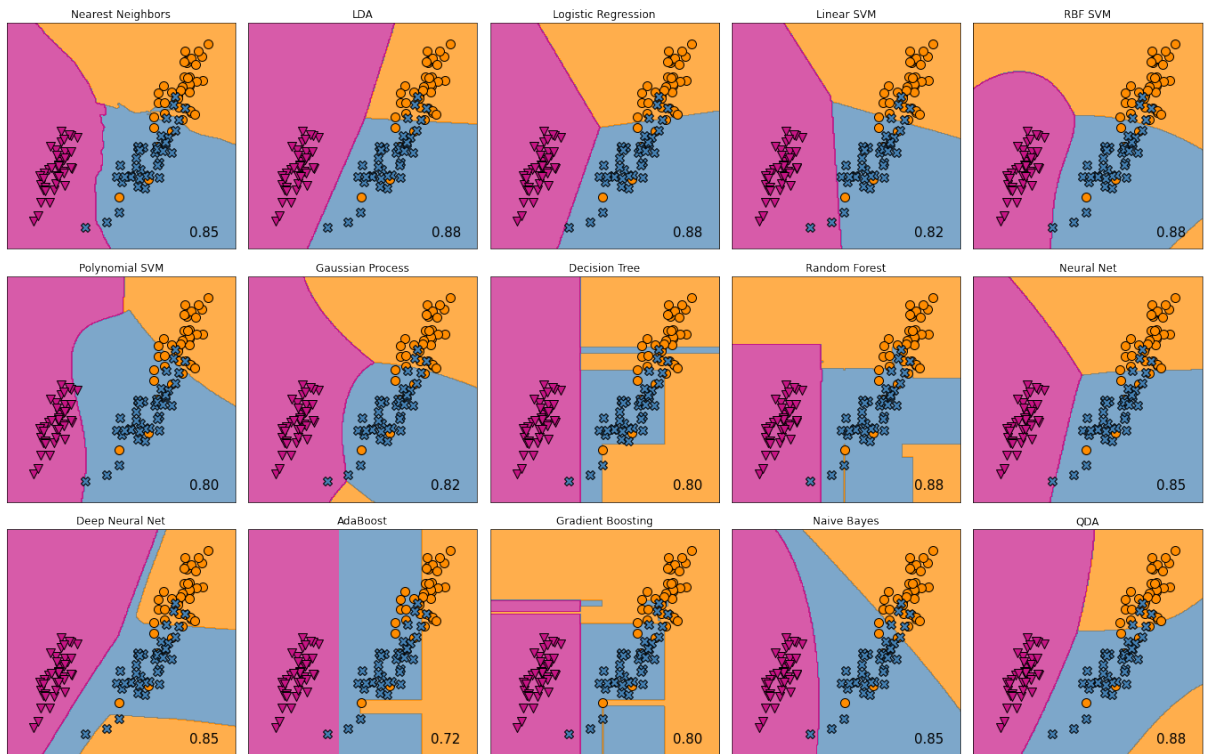 Nearest Neighbors
LDA
Logistic Regression
Linear SVM
RBF SVM
0.85
0.88
0.88
0.82
0.88
Polynomial SVM
Gaussian Process
Decision Tree
Random Forest
Neural Net
0.80
0.82
0.80
0.88
0.85
Deep Neural Net
AdaBoost
Gradient Boosting
Naive Bayes
QDA
0.85
0.72
0.80
0.85
0.88